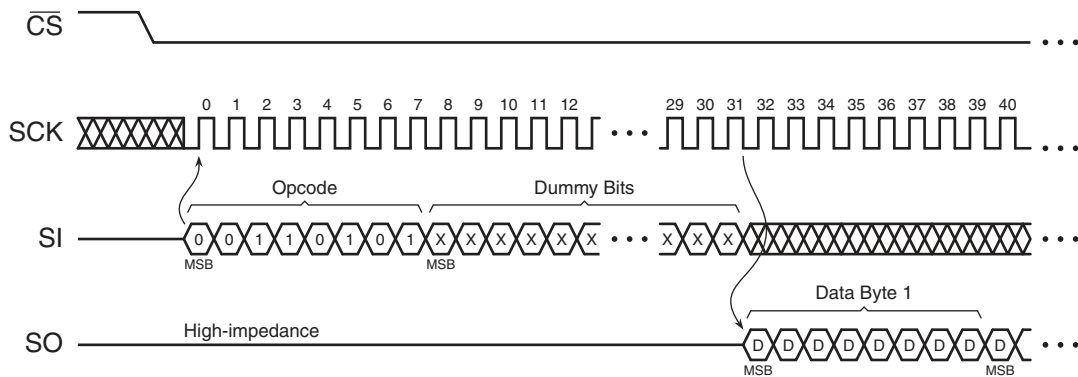 CS
SCK
0 1 2 3 4 5 6 7 8 9 10 11 12 29 30 31 32 33 34 35 36 37 38 39 40
Opcode Dummy Bits
SI
0 0 1 1 0 1 0 1 X X X X X X X X X
MSB MSB
Data Byte 1
SO
High-impedance
D D D D D D D D D
MSB MSB